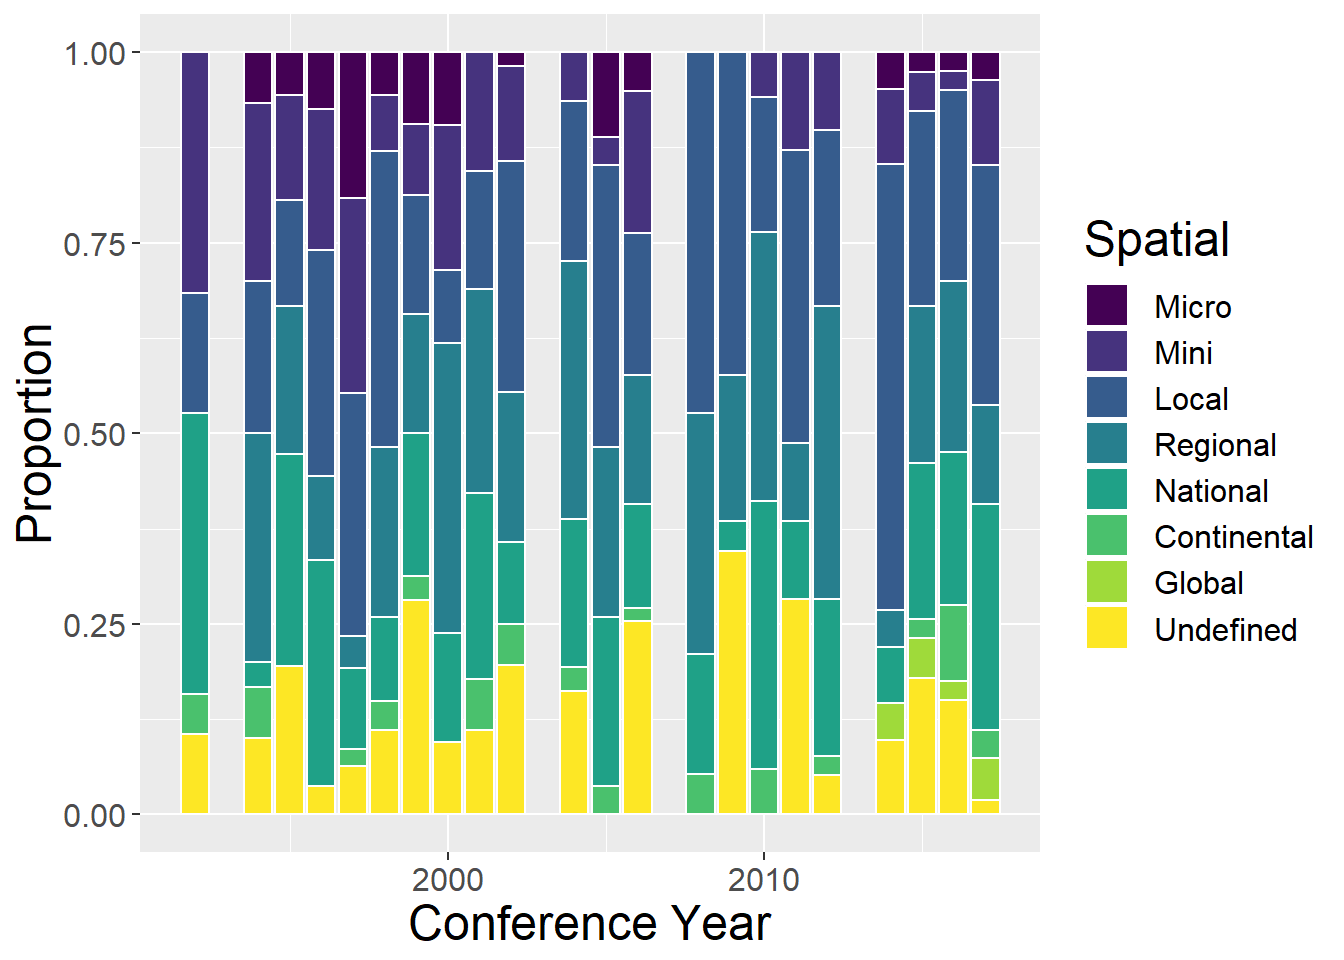 1.00
0.75
0.50
0.25
0.00
Proportion
2000
2010
Conference Year
Spatial
Micro
Mini
Local
Regional
National
Continental
Global
Undefined